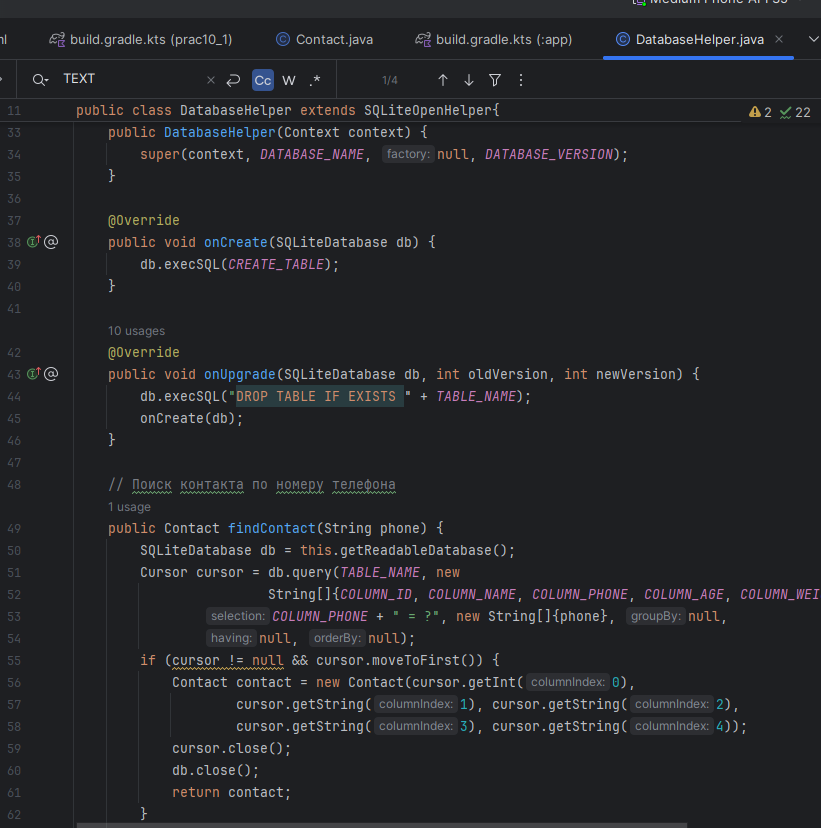 Medium Phone API 35
ml build.gradle.kts (prac10_1) Contact.java build.gradle.kts (:app) DatabaseHelper.java
TEXT Cc W .* 1/4
11 public class DatabaseHelper extends SQLiteOpenHelper{ 2 22
33 public DatabaseHelper(Context context) {
34 super(context, DATABASE_NAME, factory: null, DATABASE_VERSION);
35 }
36
37 @Override
38 public void onCreate(SQLiteDatabase db) {
39 db.execSQL(CREATE_TABLE);
40 }
41
10 usages
42 @Override
43 public void onUpgrade(SQLiteDatabase db, int oldVersion, int newVersion) {
44 db.execSQL("DROP TABLE IF EXISTS " + TABLE_NAME);
45 onCreate(db);
46 }
47
48 // Поиск контакта по номеру телефона
1 usage
49 public Contact findContact(String phone) {
50 SQLiteDatabase db = this.getReadableDatabase();
51 Cursor cursor = db.query(TABLE_NAME, new
52 String[]{COLUMN_ID, COLUMN_NAME, COLUMN_PHONE, COLUMN_AGE, COLUMN_WEI
53 selection: COLUMN_PHONE + " = ?", new String[]{phone}, groupBy: null,
54 having: null, orderBy: null);
55 if (cursor != null && cursor.moveToFirst()) {
56 Contact contact = new Contact(cursor.getInt( columnIndex: 0),
57 cursor.getString( columnIndex: 1), cursor.getString( columnIndex: 2),
58 cursor.getString( columnIndex: 3), cursor.getString( columnIndex: 4));
59 cursor.close();
60 db.close();
61 return contact;
62 }